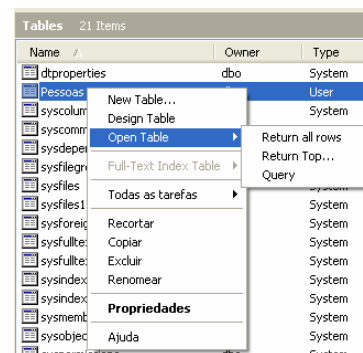 Tables 21 Items
Name Owner Type
dtproperties dbo System
Pessoas User
syscolum System
syscomm
sysdepe
sysfilegr
sysfiles System
sysfiles1 System
sysforeig System
sysfullte System
sysfullte System
sysindex System
sysindex System
sysmemb System
sysobjec System
dbo System
New Table...
Design Table
Open Table
Full-Text Index Table
Todas as tarefas
Recortar
Copiar
Excluir
Renomear
Propriedades
Ajuda
Return all rows
Return Top...
Query